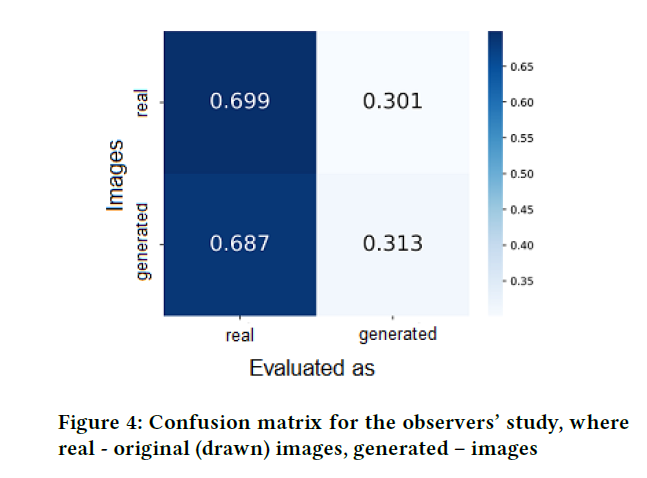 real
0.699
0.301
0.65
0.60
0.55
0.50
0.45
0.40
0.35
Images
generated
0.687
0.313
real
generated
Evaluated as
Figure 4: Confusion matrix for the observers' study, where
real - original (drawn) images, generated – images